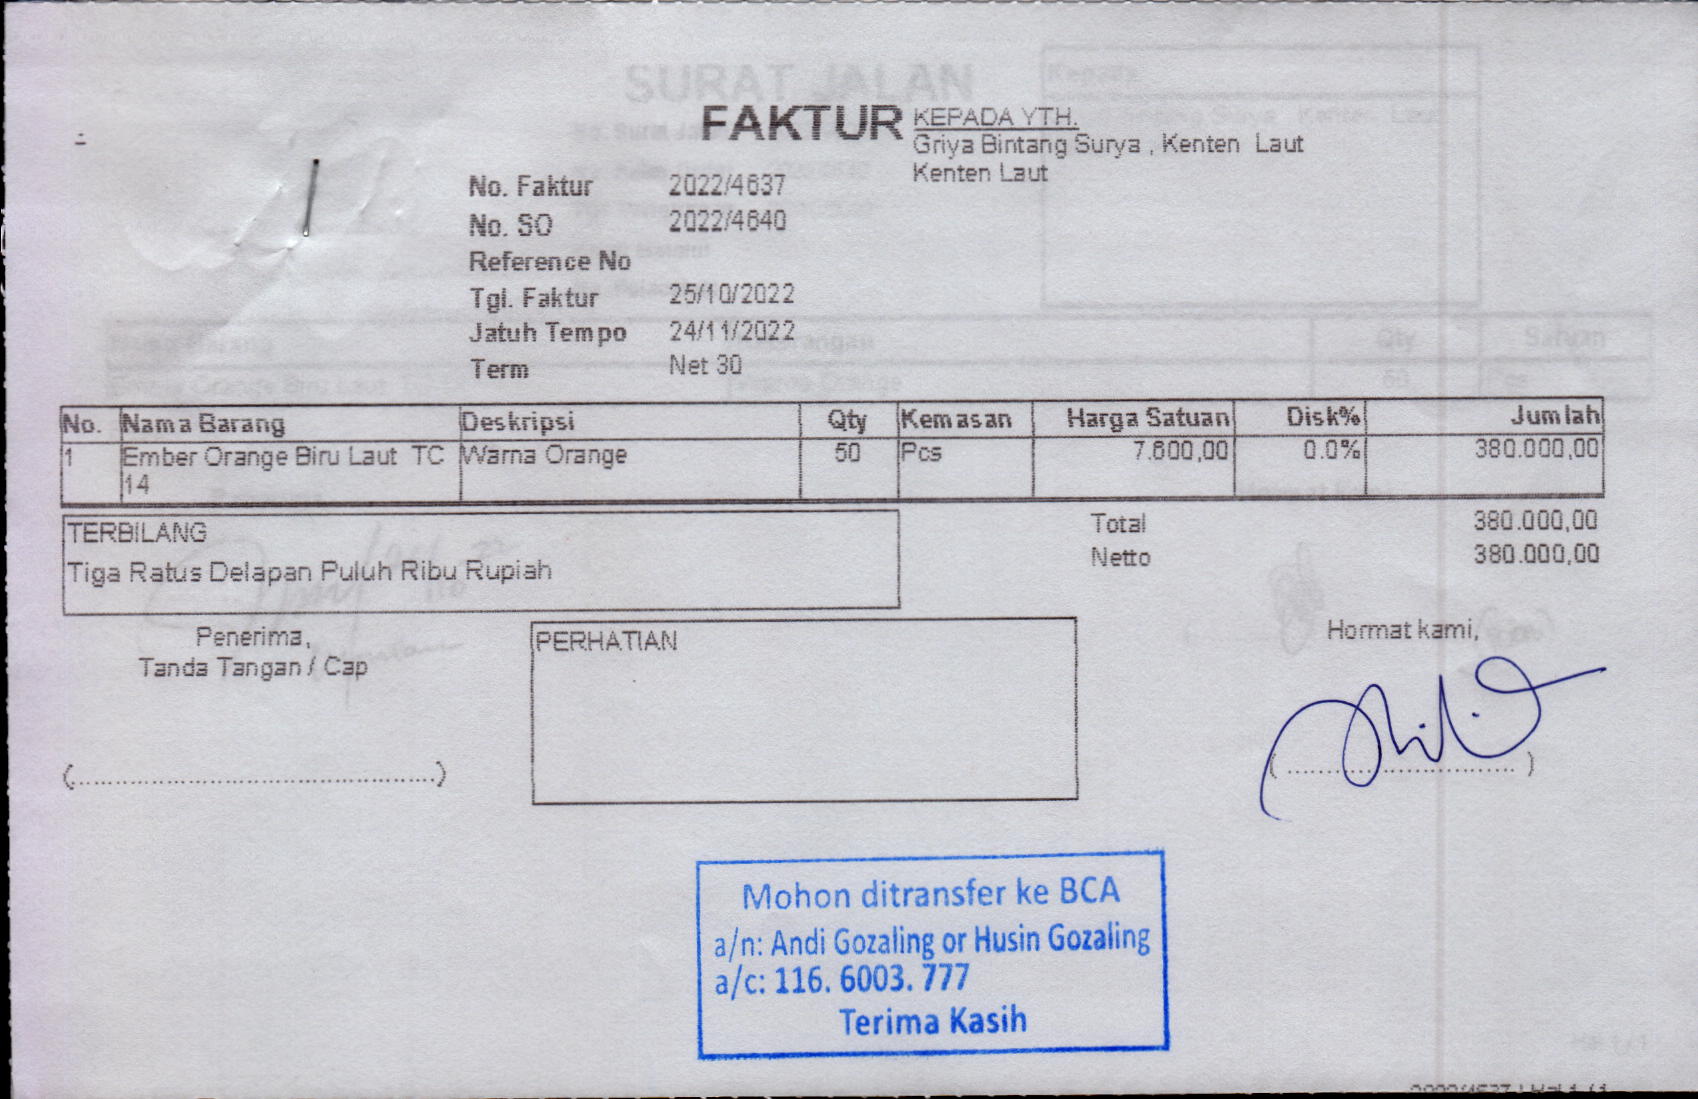 FAKTUR
KEPADA YTH.
Griya Bintang Surya , Kenten Laut
Kenten Laut
No. Faktur 2022/4637
No. SO 2022/4640
Reference No
Tgl. Faktur 25/10/2022
Jatuh Tempo 24/11/2022
Term Net 30
No. Nama Barang Deskripsi Qty Kemasan Harga Satuan Disk% Jumlah
1 Ember Orange Biru Laut TC Warna Orange 50 Pcs 7.600,00 0.0% 380.000,00
14
TERBILANG
Tiga Ratus Delapan Puluh Ribu Rupiah
Total 380.000,00
Netto 380.000,00
Penerima,
Tanda Tangan / Cap
PERHATIAN
Hormat kami,
(............................................)
( ............................ )
Mohon ditransfer ke BCA
a/n: Andi Gozaling or Husin Gozaling
a/c: 116. 6003. 777
Terima Kasih
SURAT JALAN
Kepada
Qty
Satuan